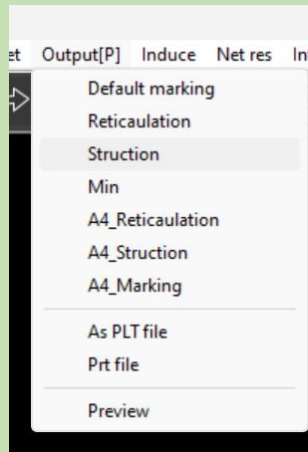 et Output[P] Induce Net res In
Default marking
Reticaulation
Struction
Min
A4_Reticaulation
A4_Struction
A4_Marking
As PLT file
Prt file
Preview